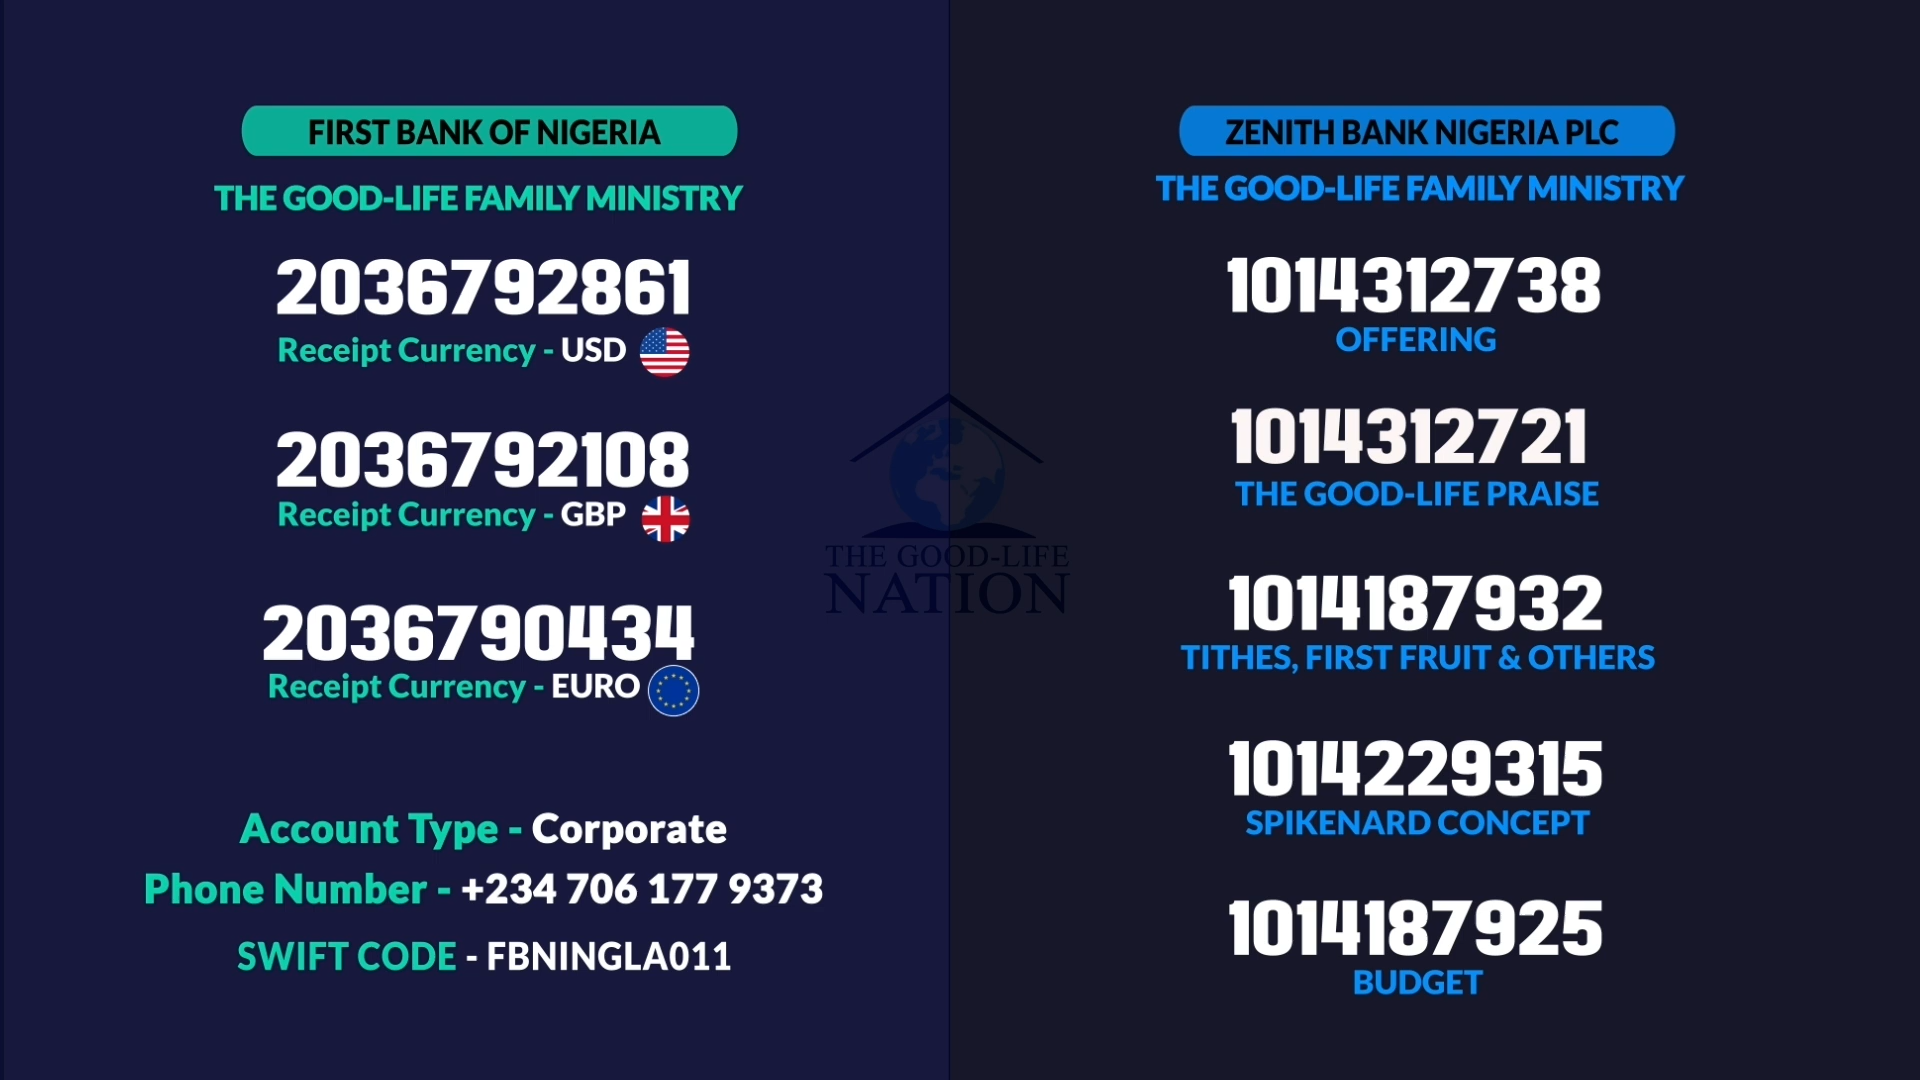 FIRST BANK OF NIGERIA
THE GOOD-LIFE FAMILY MINISTRY
2036792861
Receipt Currency - USD
2036792108
Receipt Currency - GBP
2036790434
Receipt Currency - EURO
Account Type - Corporate
Phone Number - +234 706 177 9373
SWIFT CODE - FBNINGLA011
THE GOOD-LIFE
NATION
ZENITH BANK NIGERIA PLC
THE GOOD-LIFE FAMILY MINISTRY
1014312738
OFFERING
1014312721
THE GOOD-LIFE PRAISE
1014187932
TITHES, FIRST FRUIT & OTHERS
1014229315
SPIKENARD CONCEPT
1014187925
BUDGET